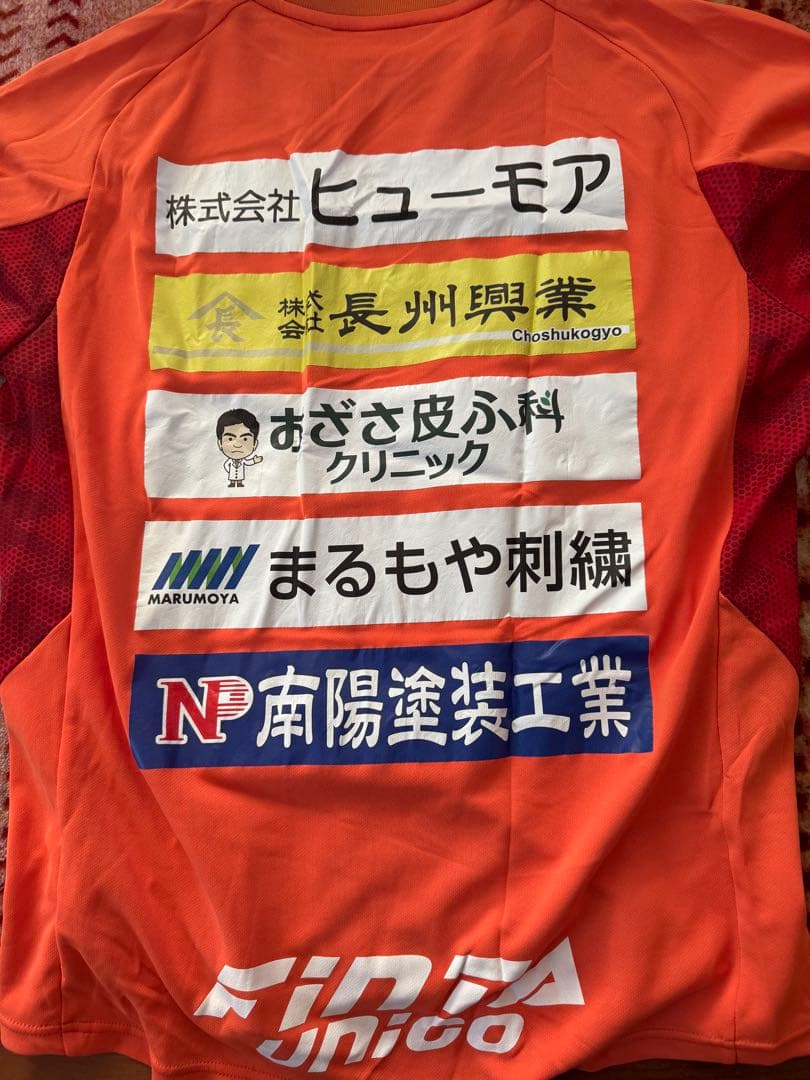 株式会社 ヒューモア
長 株式会社 長州興業
Choshukogyo
おざさ皮ふ科
クリニック
まるもや刺繍
MARUMOYA
NP 南陽塗装工業
FiNTA
unico